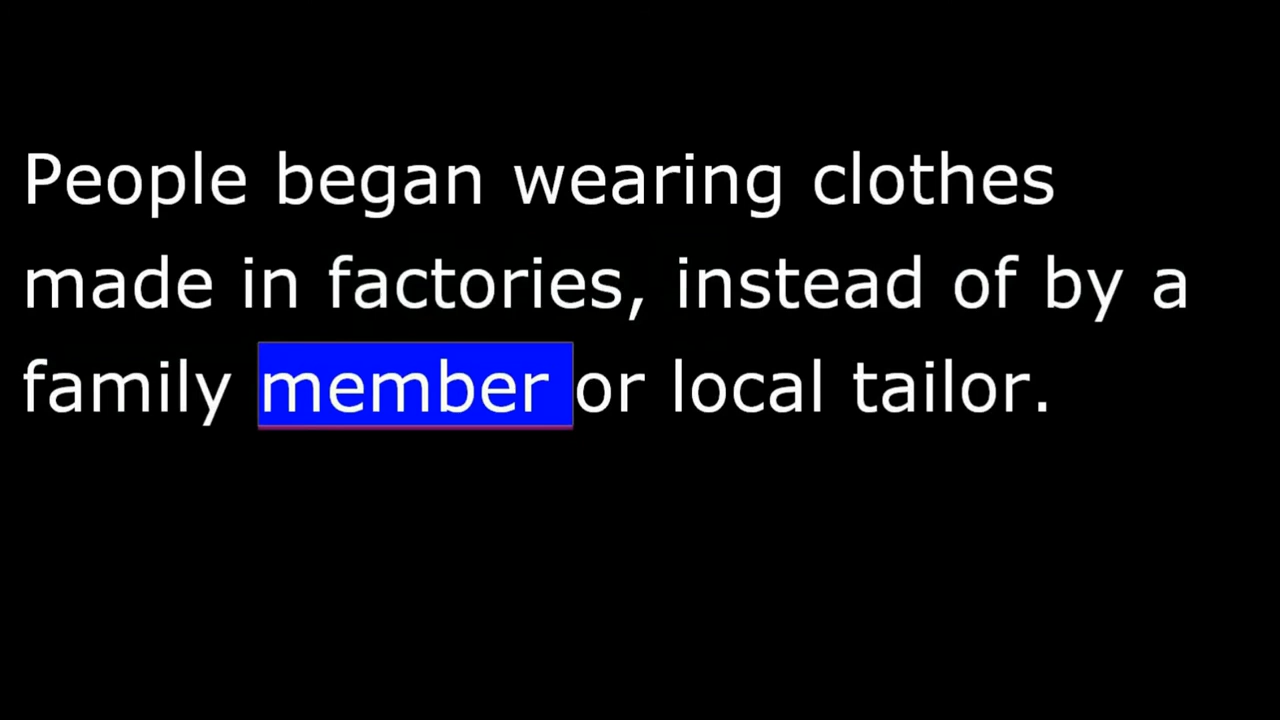 People began wearing clothes
made in factories, instead of by a
family member or local tailor.